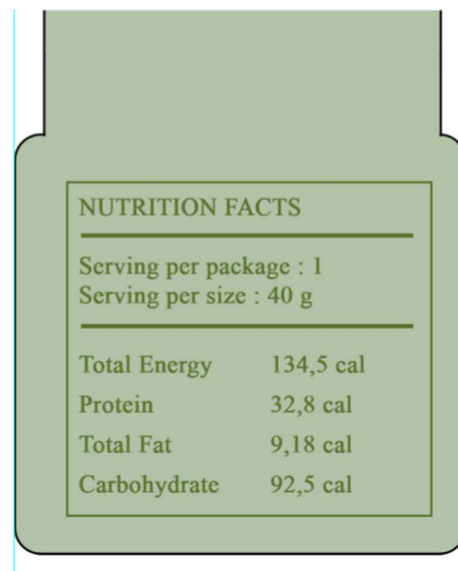 NUTRITION FACTS
Serving per package : 1
Serving per size : 40 g
Total Energy 134,5 cal
Protein 32,8 cal
Total Fat 9,18 cal
Carbohydrate 92,5 cal